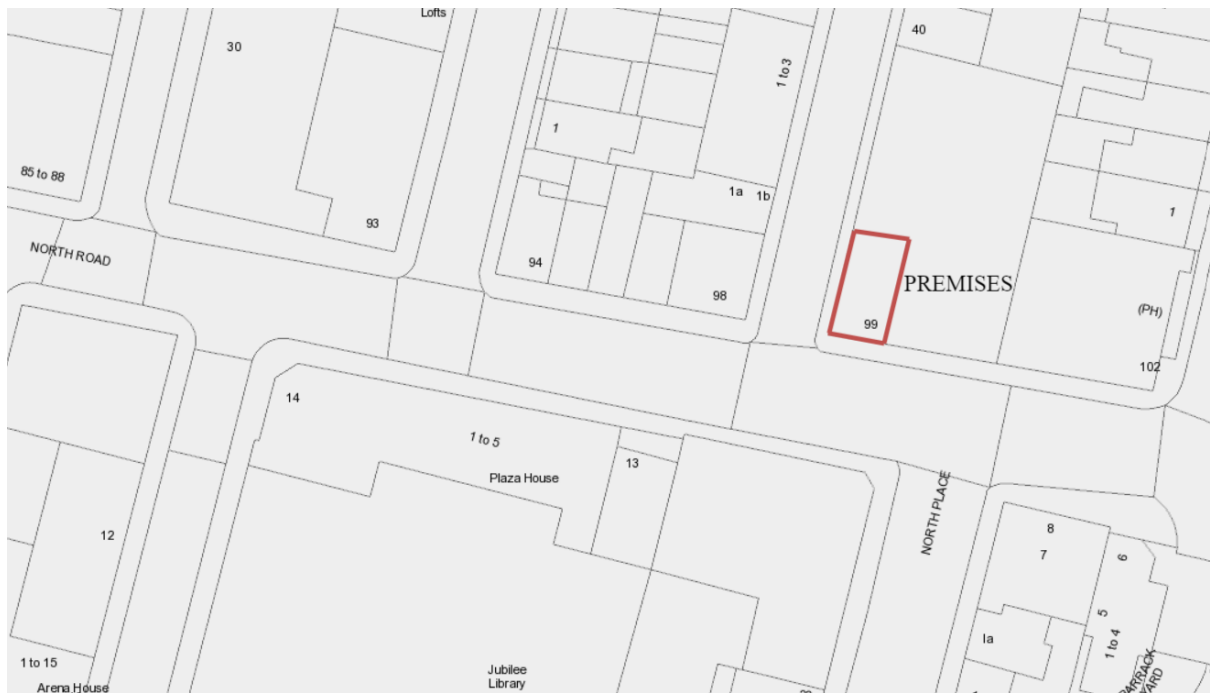 Lofts
30
40
1 to 3
1
85 to 88
1a
1b
1
93
NORTH ROAD
94
98
PREMISES
99
(PH)
102
14
1 to 5
13
Plaza House
NORTH PLACE
12
8
7
6
5
1 to 4
Ia
1 to 15
Arena House
Jubilee
Library